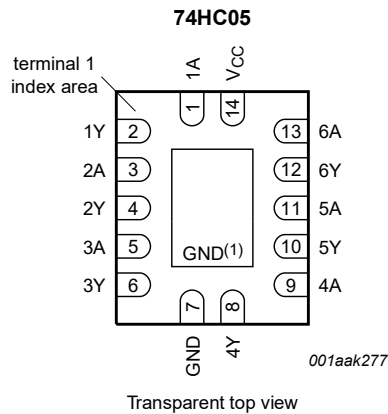 74HC05
terminal 1
index area
1A
VCC
1
14
1Y 2
13 6A
2A 3
12 6Y
2Y 4
11 5A
3A 5
10 5Y
3Y 6
9 4A
GND(1)
7
8
GND
4Y
001aak277
Transparent top view